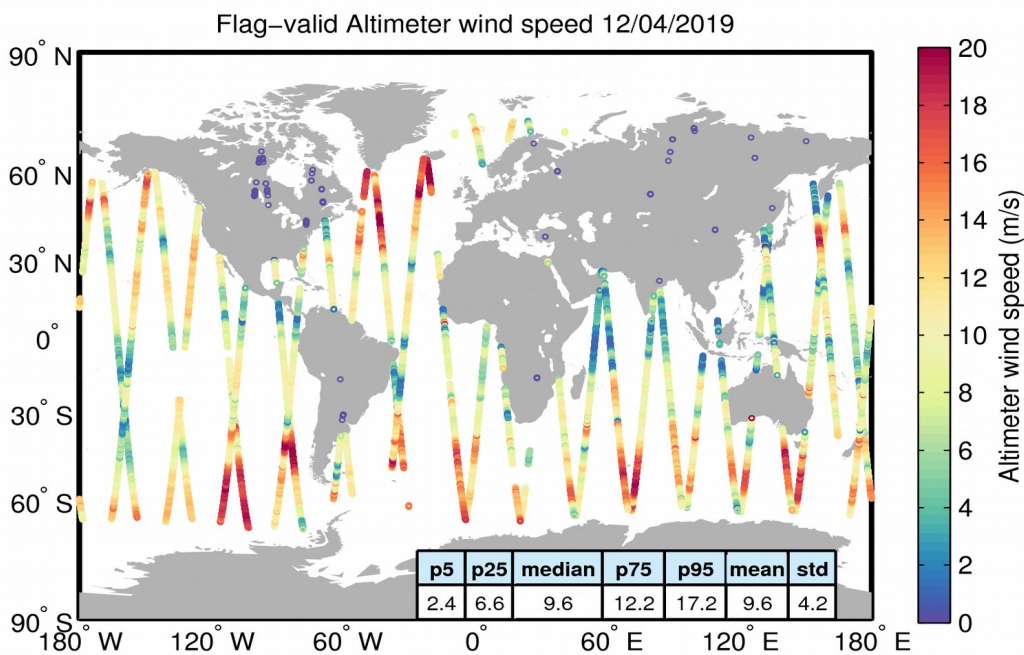 Flag−valid Altimeter wind speed 12/04/2019
90° N
60° N
30° N
0°
30° S
60° S
90° S
180° W
120° W
60° W
0°
60° E
120° E
180° E
p5 p25 median p75 p95 mean std
2.4 6.6 9.6 12.2 17.2 9.6 4.2
20
18
16
14
12
10
8
6
4
2
0
Altimeter wind speed (m/s)